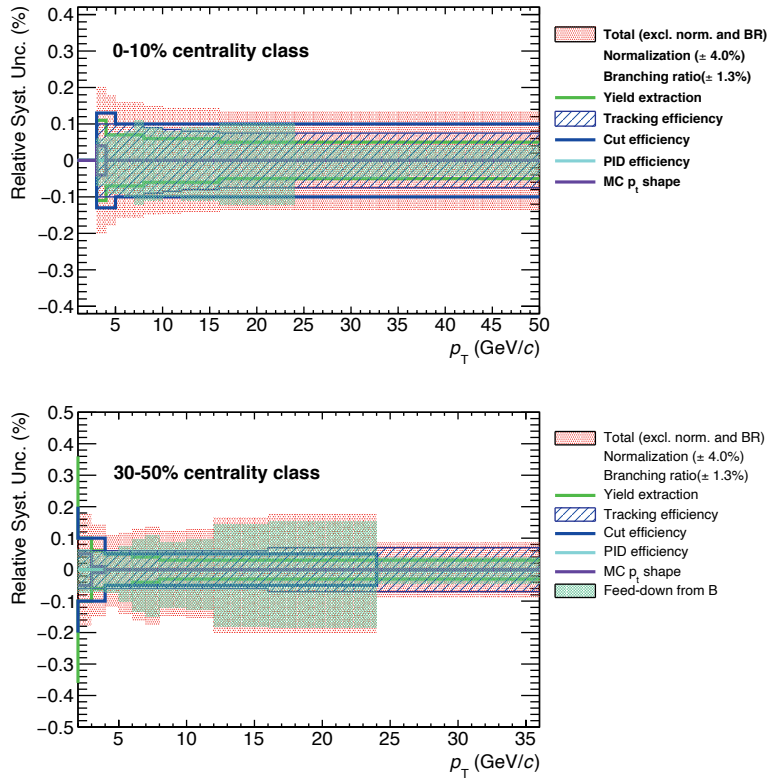 Relative Syst. Unc. (%)
0-10% centrality class
0.4
0.3
0.2
0.1
0
−0.1
−0.2
−0.3
−0.4
5 10 15 20 25 30 35 40 45 50
p_T (GeV/c)
Total (excl. norm. and BR)
Normalization (± 4.0%)
Branching ratio(± 1.3%)
Yield extraction
Tracking efficiency
Cut efficiency
PID efficiency
MC p_t shape
Relative Syst. Unc. (%)
30-50% centrality class
0.5
0.4
0.3
0.2
0.1
0
−0.1
−0.2
−0.3
−0.4
−0.5
5 10 15 20 25 30 35
p_T (GeV/c)
Total (excl. norm. and BR)
Normalization (± 4.0%)
Branching ratio(± 1.3%)
Yield extraction
Tracking efficiency
Cut efficiency
PID efficiency
MC p_t shape
Feed-down from B